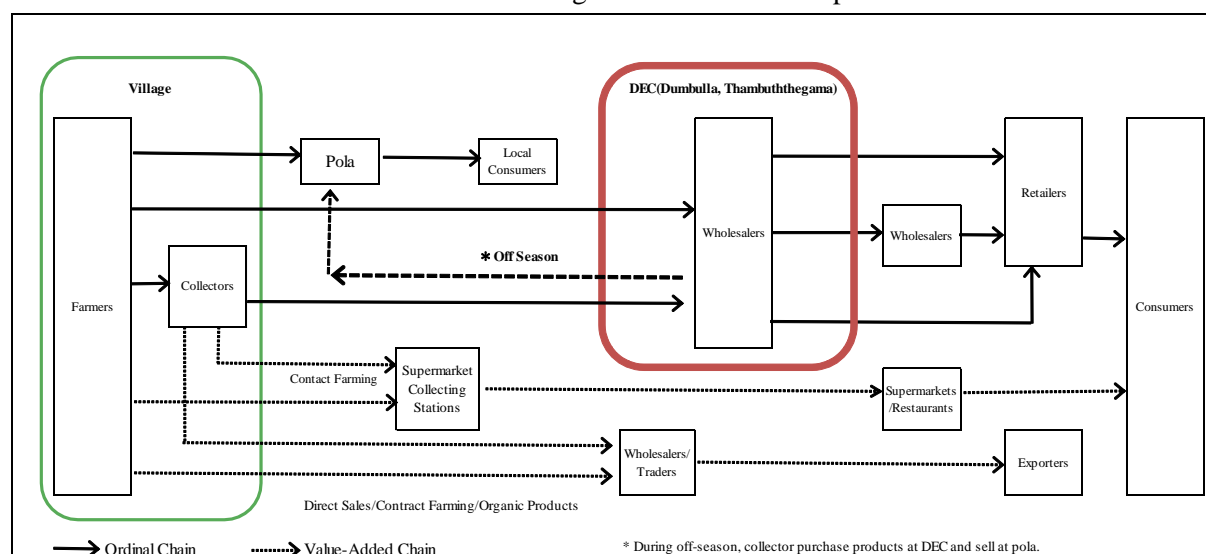 Village
DEC(Dumbulla, Thambuththegama)
Farmers
Pola
Local
Consumers
Wholesalers
Retailers
Wholesalers
Consumers
* Off Season
Collectors
Contact Farming
Supermarket
Collecting
Stations
Supermarkets
/Restaurants
Wholesalers/
Traders
Exporters
Direct Sales/Contract Farming/Organic Products
Ordinal Chain
Value-Added Chain
* During off-season, collector purchase products at DEC and sell at pola.